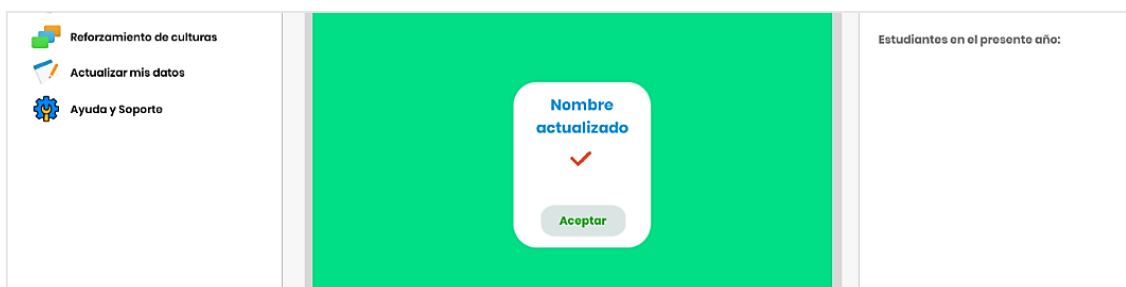 Reforzamiento de culturas
Actualizar mis datos
Ayuda y Soporte
Nombre
actualizado
Aceptar
Estudiantes en el presente año: